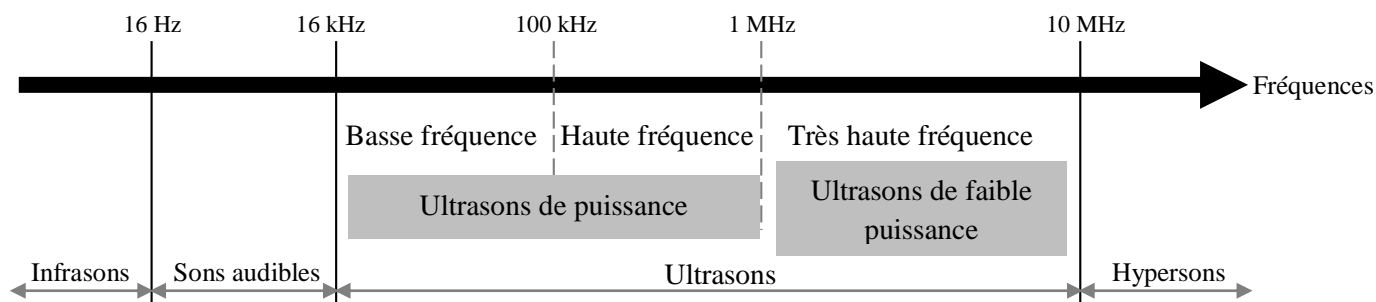 16 Hz 16 kHz 100 kHz 1 MHz 10 MHz
Fréquences
Basse fréquence Haute fréquence Très haute fréquence
Ultrasons de puissance
Ultrasons de faible
puissance
Infrasons Sons audibles Ultrasons Hypersons